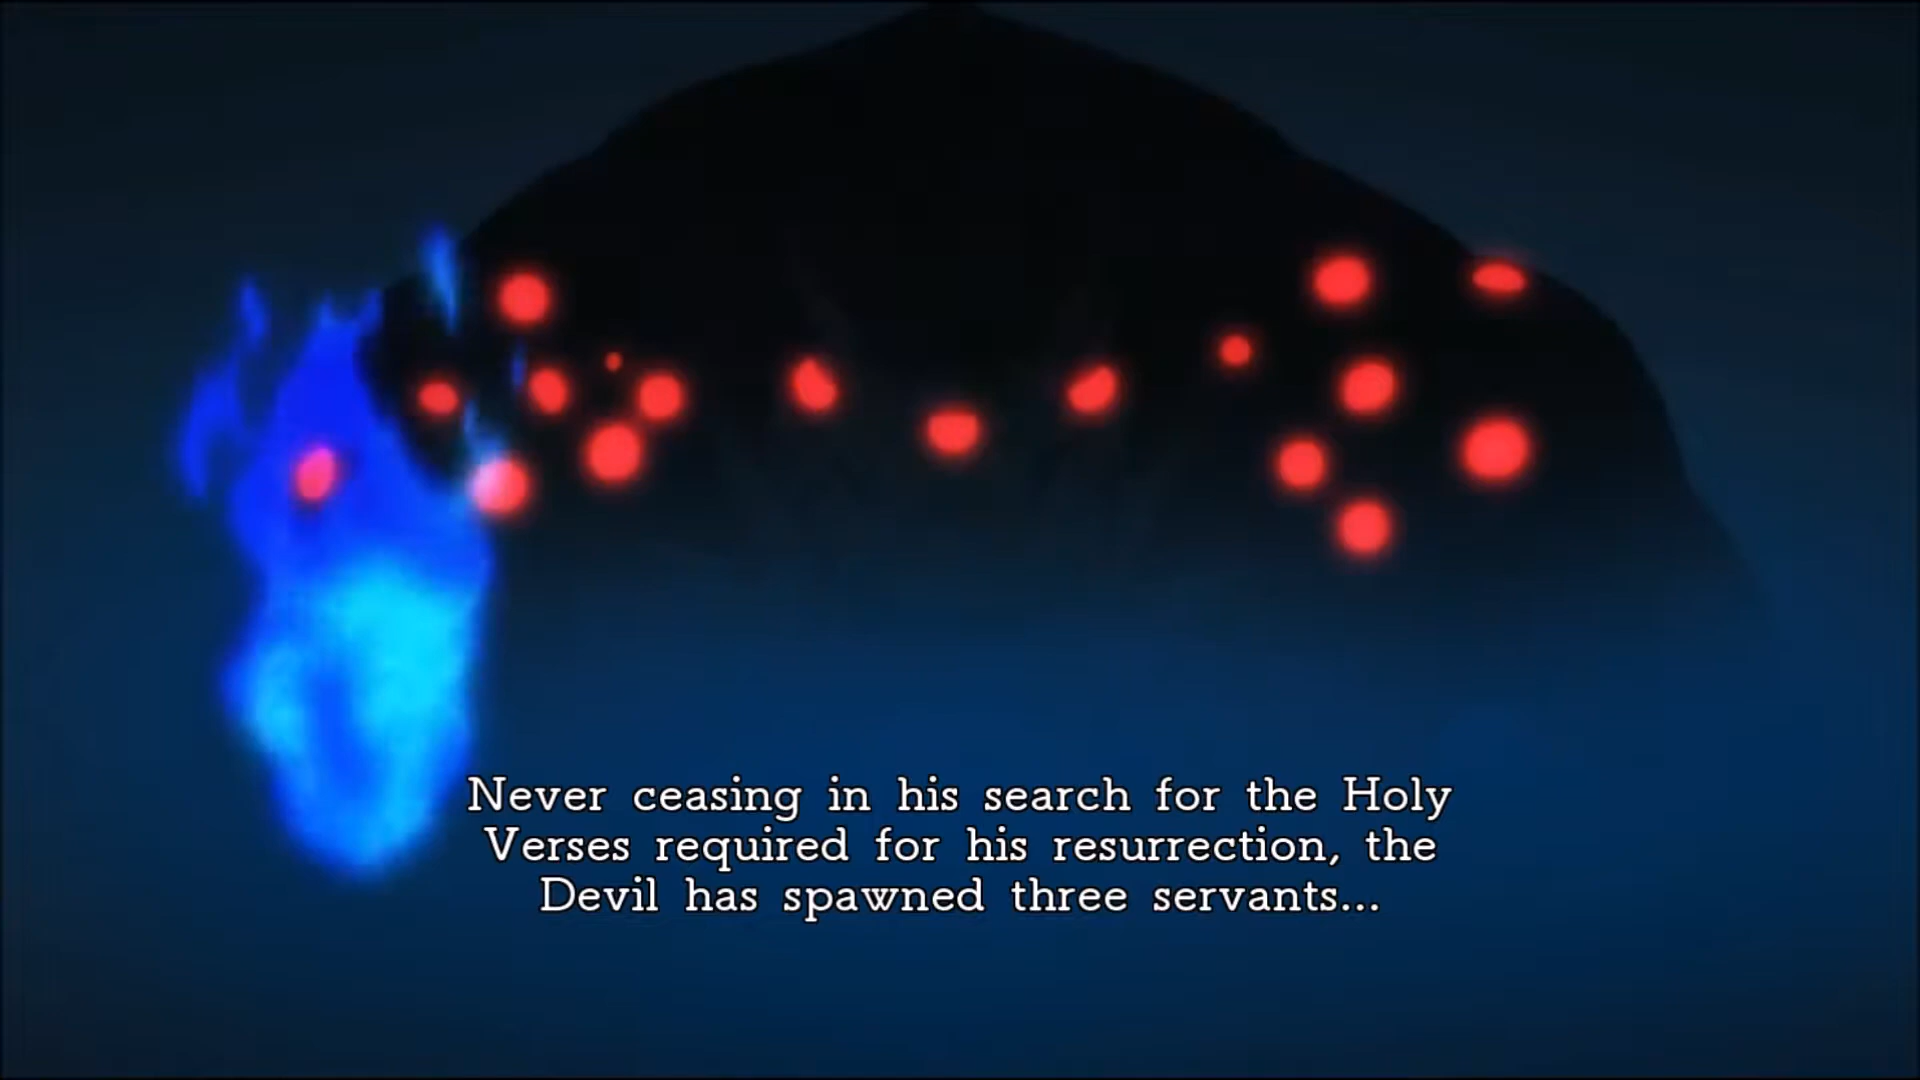 Never ceasing in his search for the Holy
Verses required for his resurrection, the
Devil has spawned three servants...